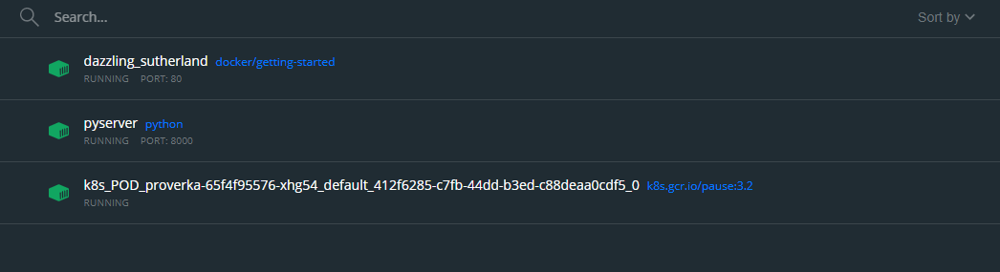 Search... Sort by
dazzling_sutherland docker/getting-started
RUNNING PORT: 80
pyserver python
RUNNING PORT: 8000
k8s_POD_proverka-65f4f95576-xhg54_default_412f6285-c7fb-44dd-b3ed-c88deaa0cdf5_0 k8s.gcr.io/pause:3.2
RUNNING